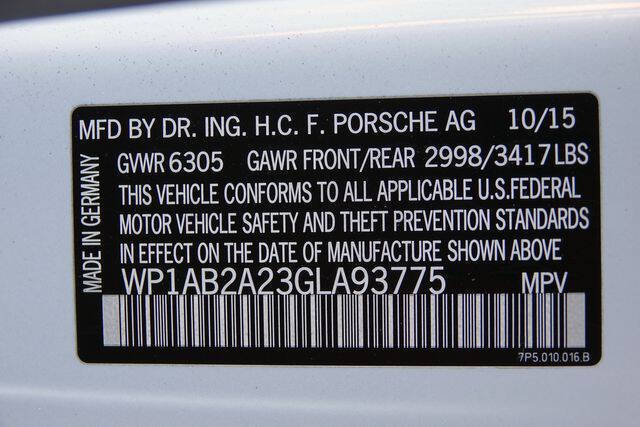 MFD BY DR. ING. H.C. F. PORSCHE AG 10/15
GVWR 6305 GAWR FRONT/REAR 2998/3417LBS
THIS VEHICLE CONFORMS TO ALL APPLICABLE U.S.FEDERAL
MOTOR VEHICLE SAFETY AND THEFT PREVENTION STANDARDS
IN EFFECT ON THE DATE OF MANUFACTURE SHOWN ABOVE
WP1AB2A23GLA93775 MPV
7P5.010.016.B
MADE IN GERMANY